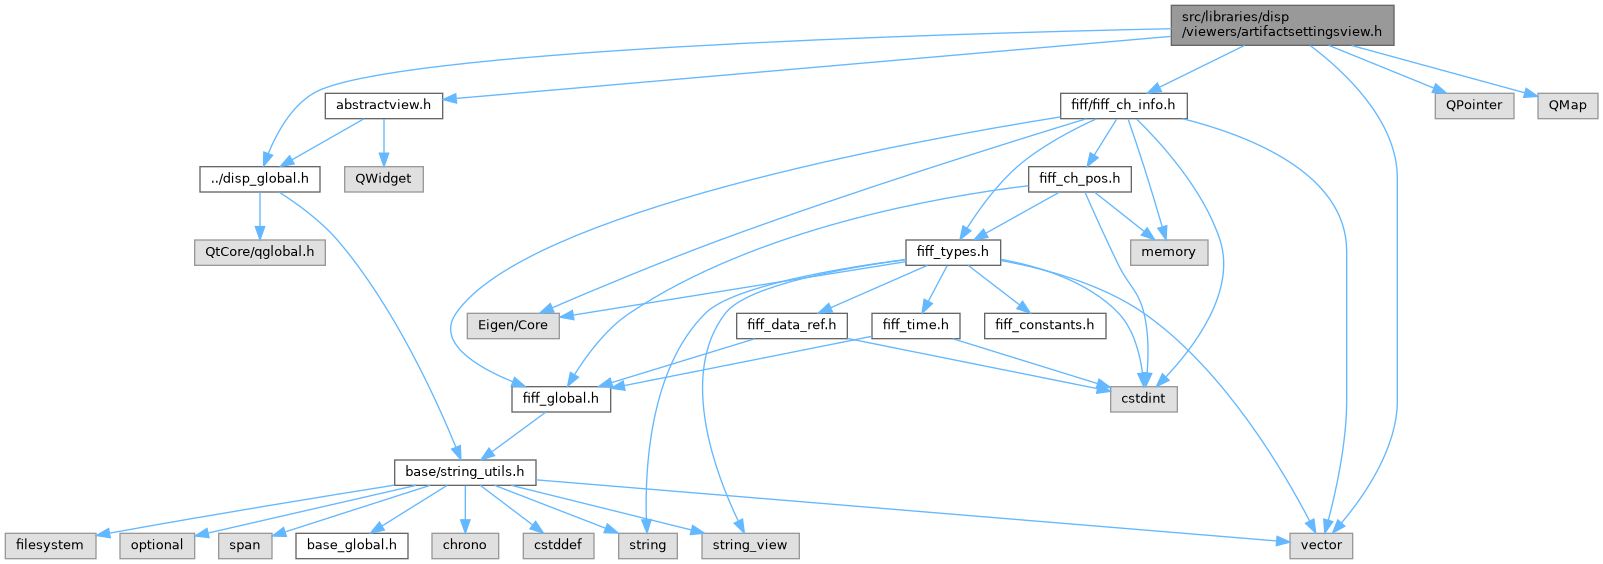 src/libraries/disp
/viewers/artifactsettingsview.h
abstractview.h
fiff/fiff_ch_info.h
QPointer
QMap
../disp_global.h
QWidget
fiff_ch_pos.h
QtCore/qglobal.h
fiff_types.h
memory
Eigen/Core
fiff_data_ref.h
fiff_time.h
fiff_constants.h
fiff_global.h
cstdint
base/string_utils.h
filesystem
optional
span
base_global.h
chrono
cstddef
string
string_view
vector